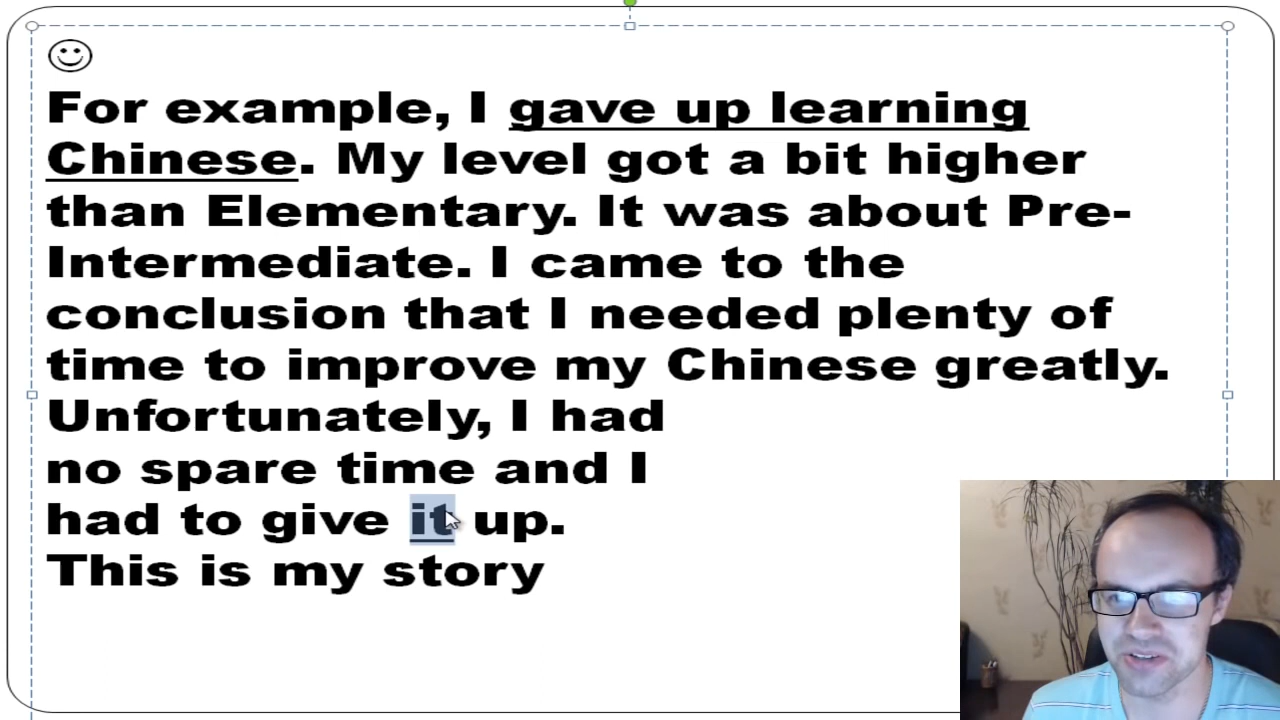 For example, I gave up learning
Chinese. My level got a bit higher
than Elementary. It was about Pre-
Intermediate. I came to the
conclusion that I needed plenty of
time to improve my Chinese greatly.
Unfortunately, I had
no spare time and I
had to give it up.
This is my story